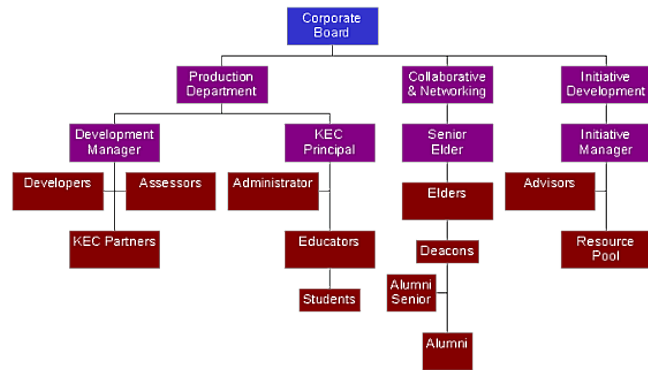 Corporate
Board
Production
Department
Collaborative
& Networking
Initiative
Development
Development
Manager
KEC
Principal
Senior
Elder
Initiative
Manager
Developers
Assessors
Administrator
Elders
Advisors
KEC Partners
Educators
Deacons
Resource
Pool
Students
Alumni
Senior
Alumni